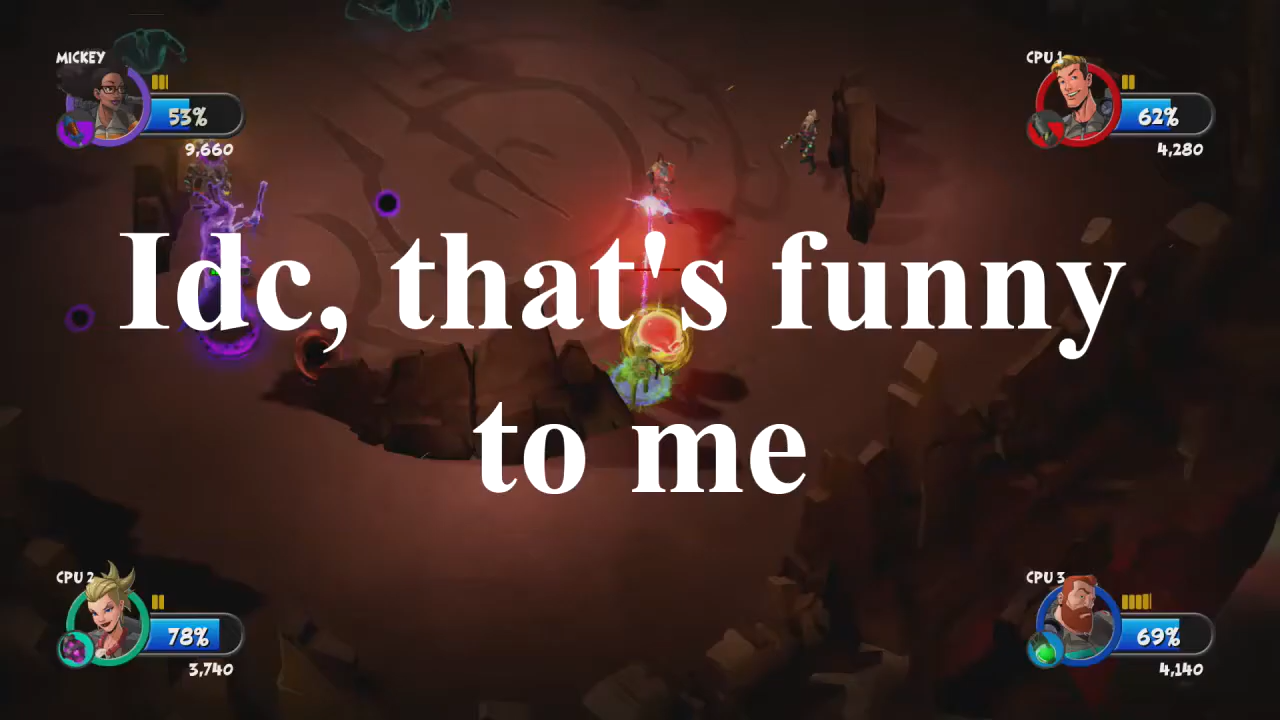 MICKEY
53%
9,660
CPU 1
62%
4,280
Idc, that's funny
to me
CPU 2
78%
3,740
CPU 3
69%
4,140